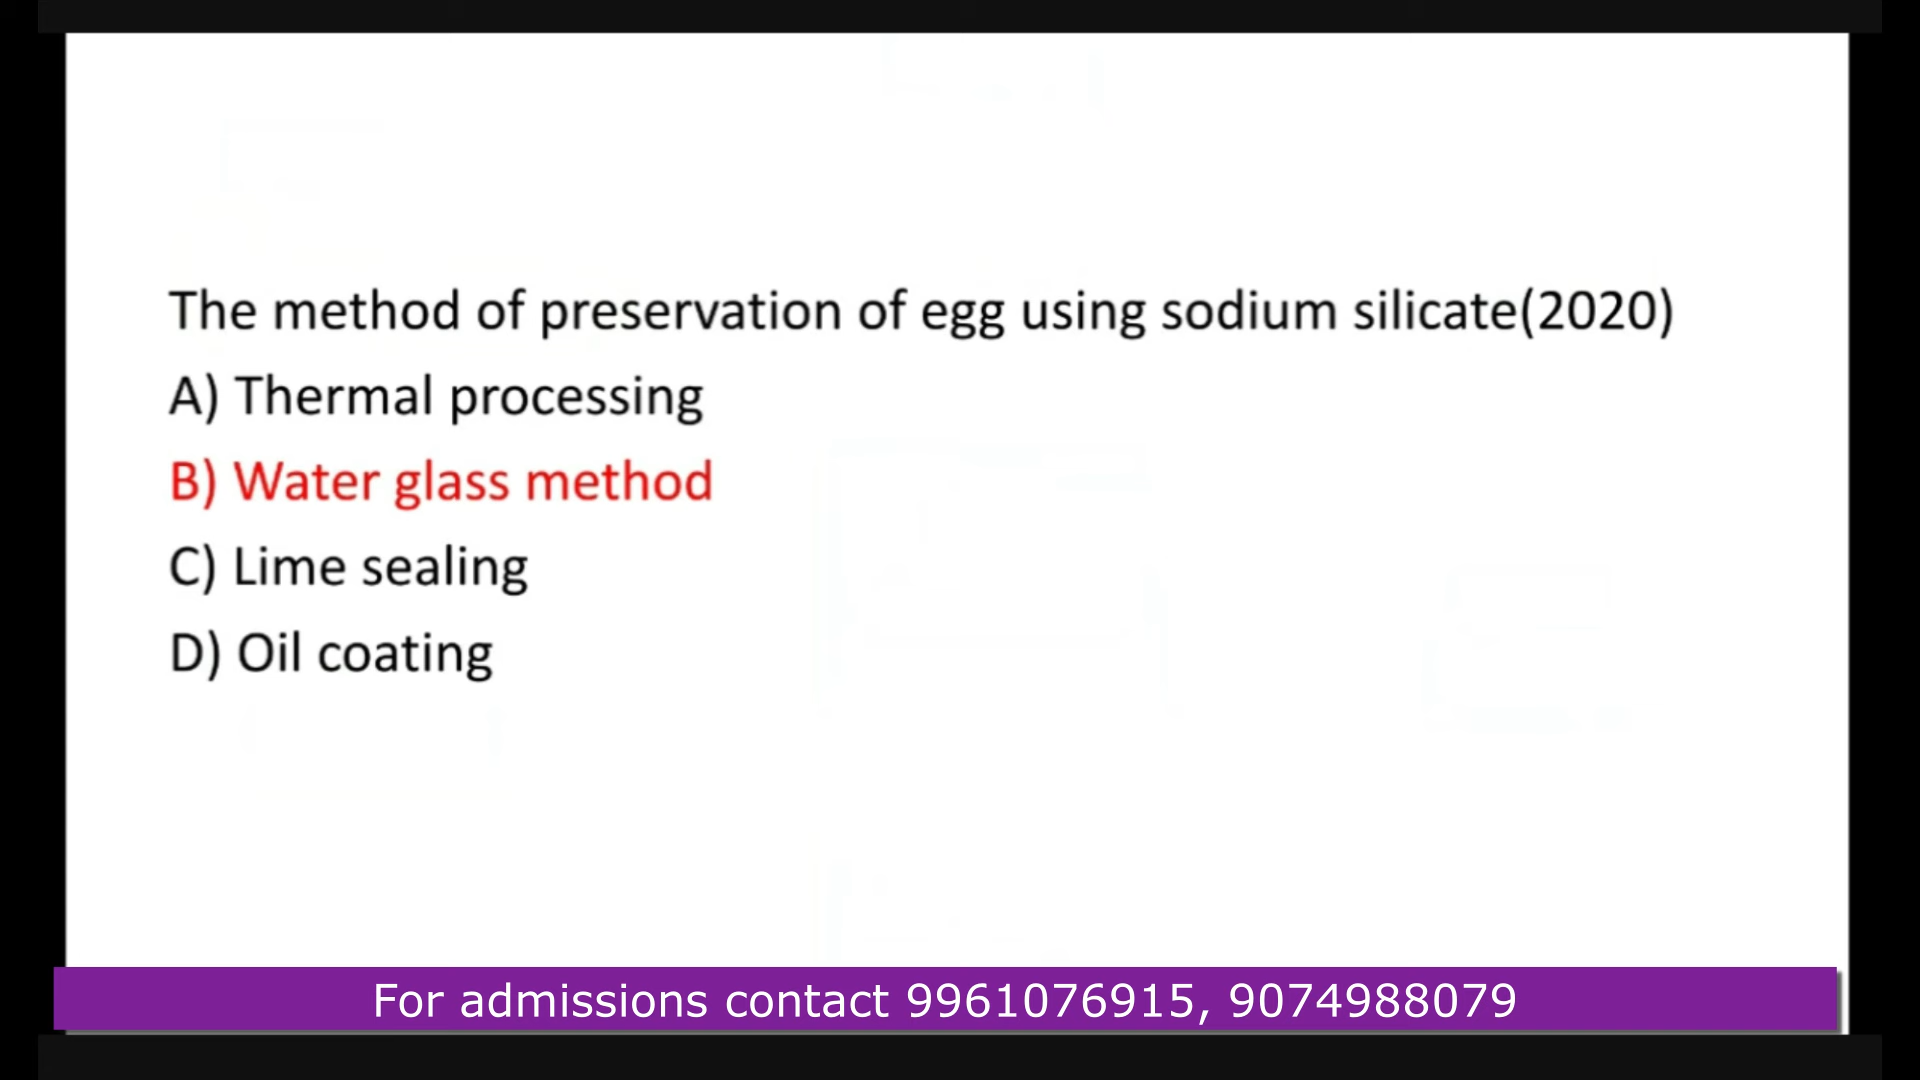 The method of preservation of egg using sodium silicate(2020)
A) Thermal processing
B) Water glass method
C) Lime sealing
D) Oil coating
For admissions contact 9961076915, 9074988079